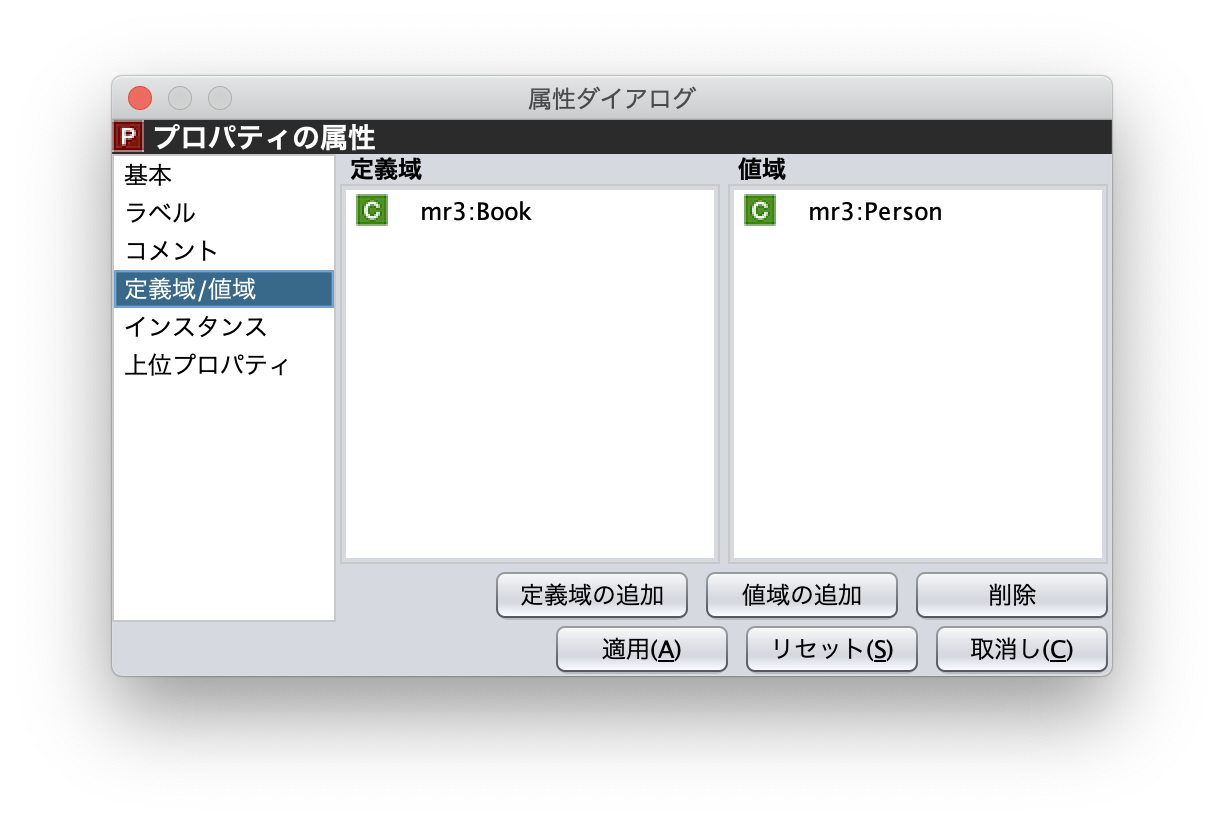 属性ダイアログ
P プロパティの属性
基本
ラベル
コメント
定義域/値域
インスタンス
上位プロパティ
定義域
C mr3:Book
値域
C mr3:Person
定義域の追加 値域の追加 削除
適用(A) リセット(S) 取消し(C)